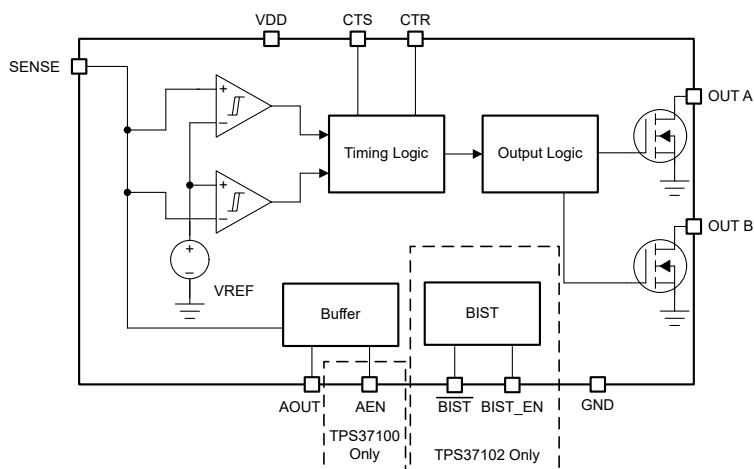 VDD
CTS
CTR
SENSE
OUT A
+
−
Timing Logic
Output Logic
+
−
OUT B
+
−
VREF
Buffer
BIST
AOUT
AEN
BIST
BIST_EN
GND
TPS37100
Only
TPS37102 Only